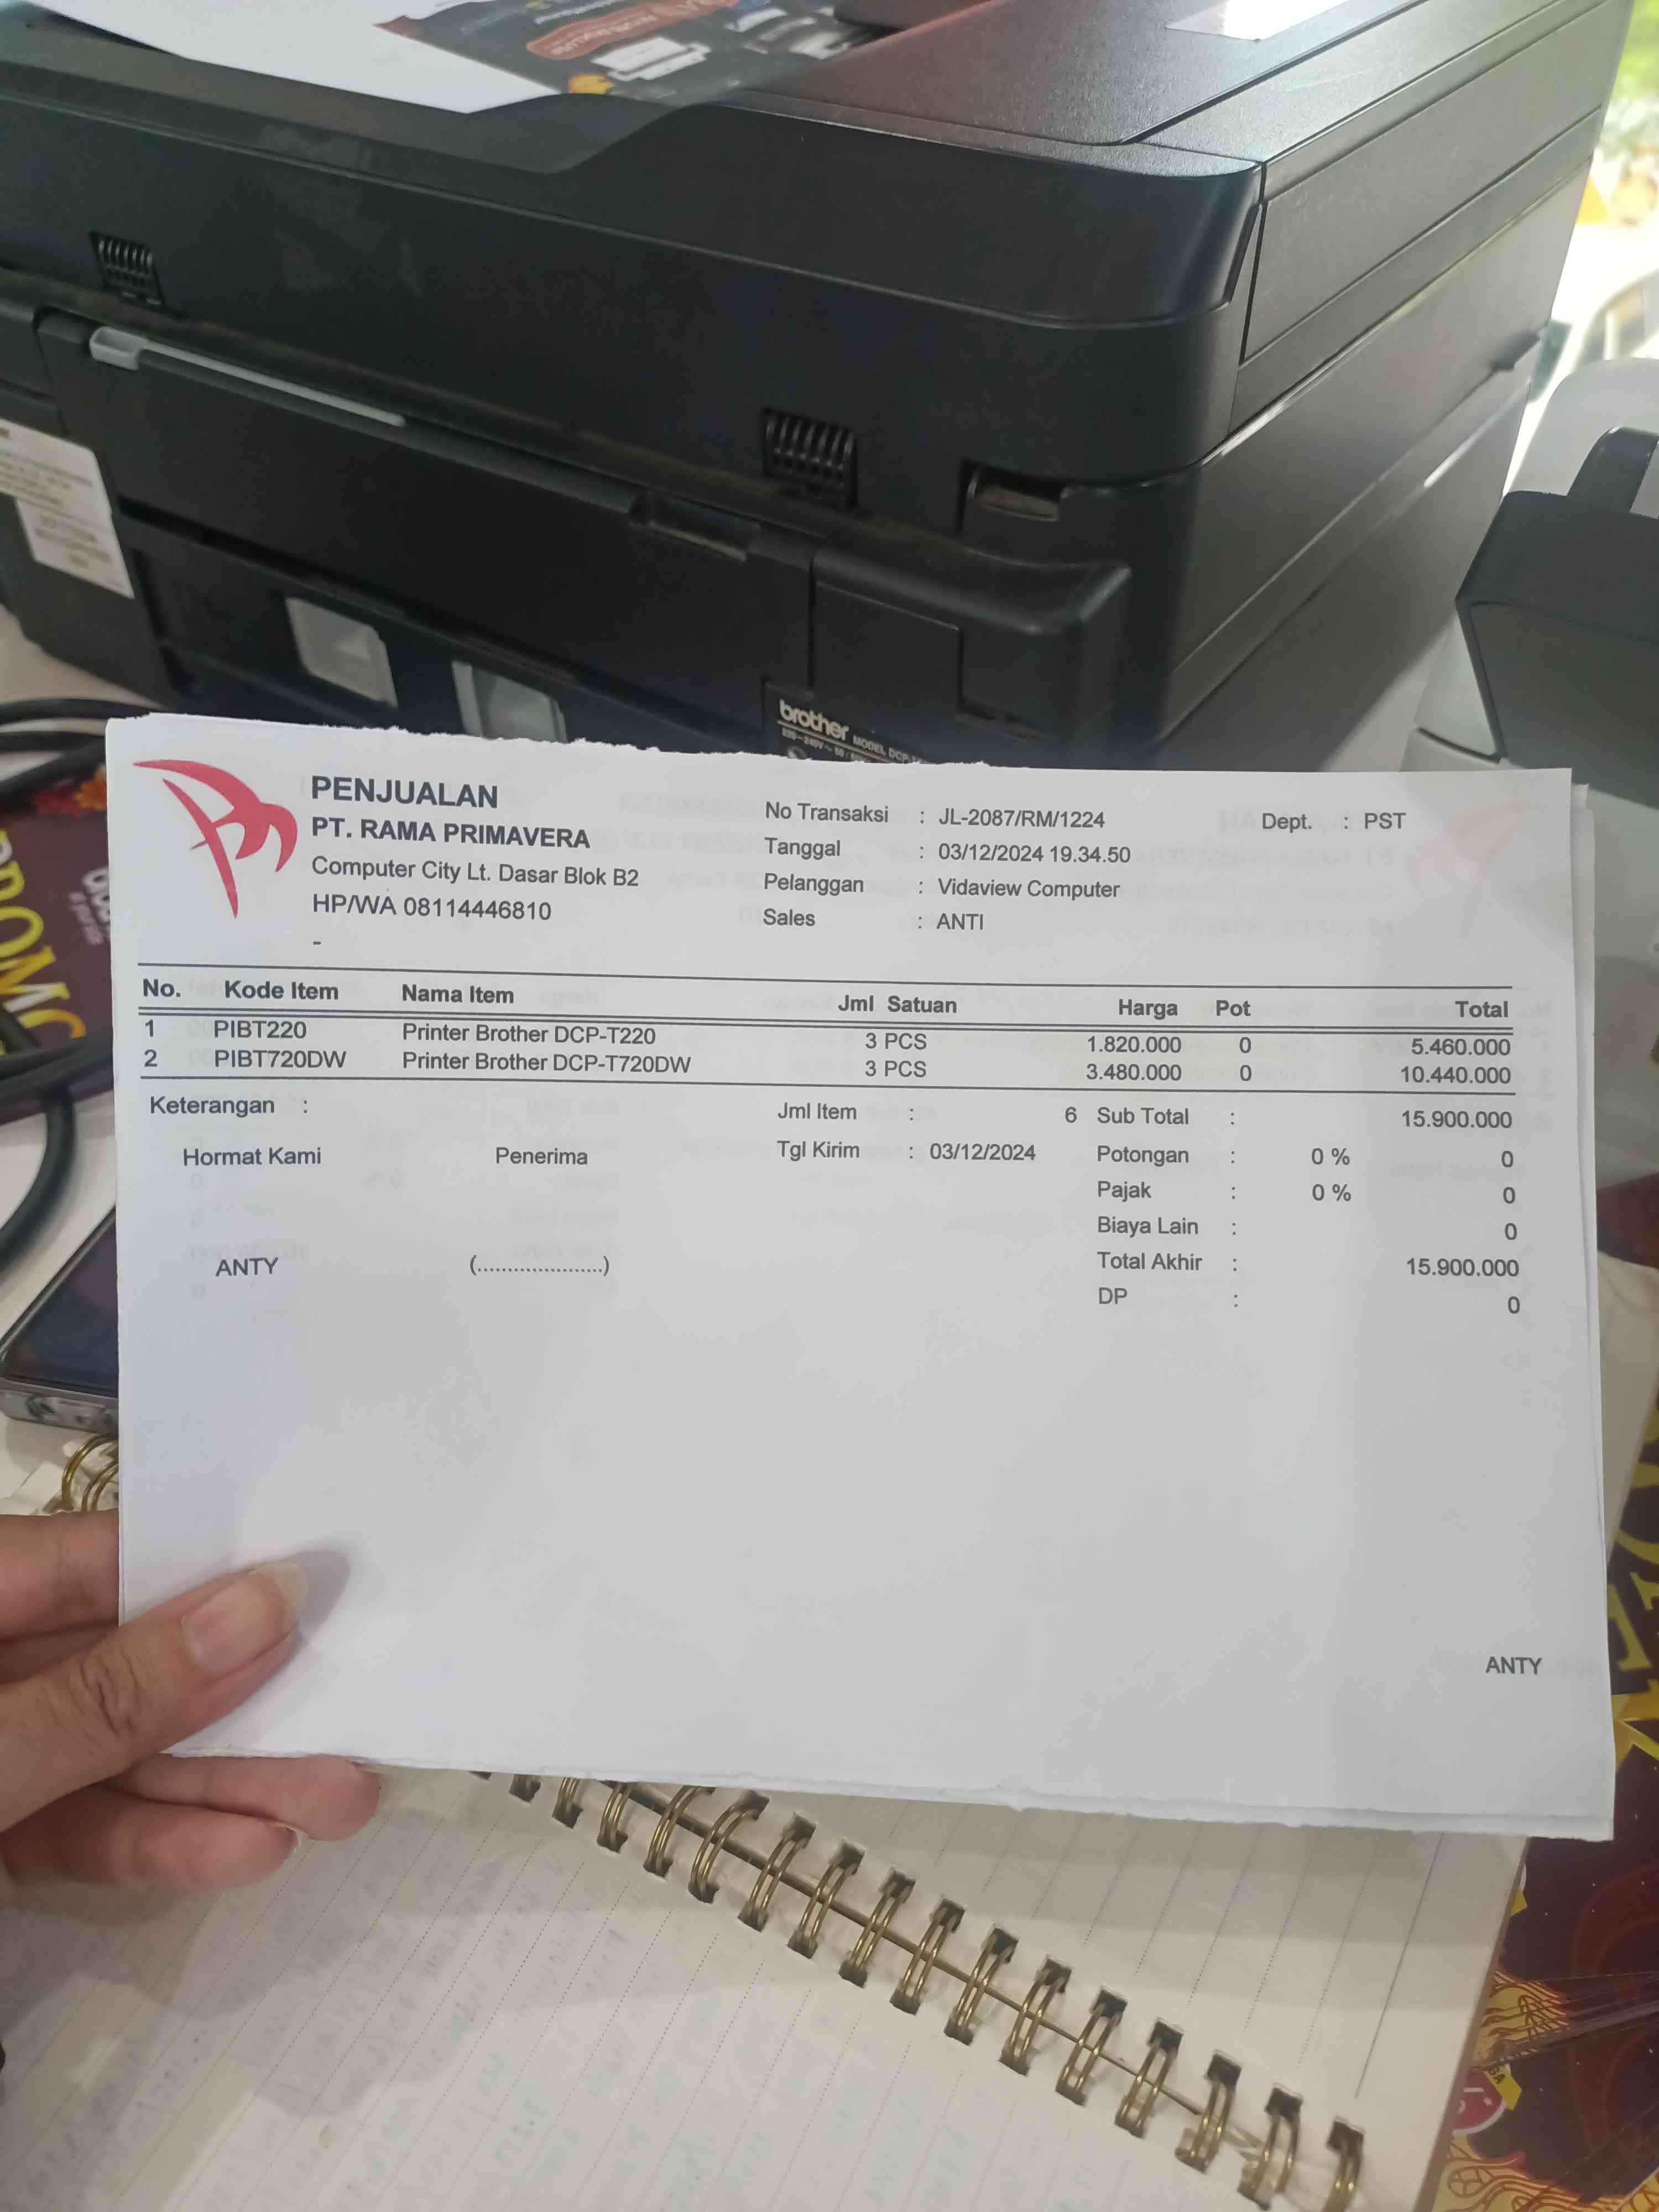 brother MODEL DCP-T
PENJUALAN
PT. RAMA PRIMAVERA
Computer City Lt. Dasar Blok B2
HP/WA 08114446810
-
No Transaksi : JL-2087/RM/1224
Tanggal : 03/12/2024 19.34.50
Pelanggan : Vidaview Computer
Sales : ANTI
Dept. : PST
No. Kode Item Nama Item Jml Satuan Harga Pot Total
1 PIBT220 Printer Brother DCP-T220 3 PCS 1.820.000 0 5.460.000
2 PIBT720DW Printer Brother DCP-T720DW 3 PCS 3.480.000 0 10.440.000
Keterangan :
Hormat Kami Penerima
ANTY (.....................)
Jml Item : 6
Tgl Kirim : 03/12/2024
Sub Total : 15.900.000
Potongan : 0 % 0
Pajak : 0 % 0
Biaya Lain : 0
Total Akhir : 15.900.000
DP : 0
ANTY